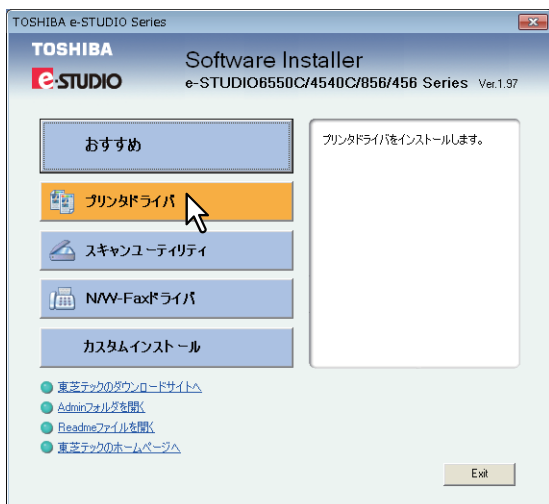 TOSHIBA e-STUDIO Series
TOSHIBA
e-STUDIO
Software Installer
e-STUDIO6550C/4540C/856/456 Series Ver.1.97
おすすめ
プリンタドライバ
スキャンユーティリティ
N/W-Faxドライバ
カスタムインストール
プリンタドライバをインストールします。
東芝テックのダウンロードサイトへ
Adminフォルダを開く
Readmeファイルを開く
東芝テックのホームページへ
Exit